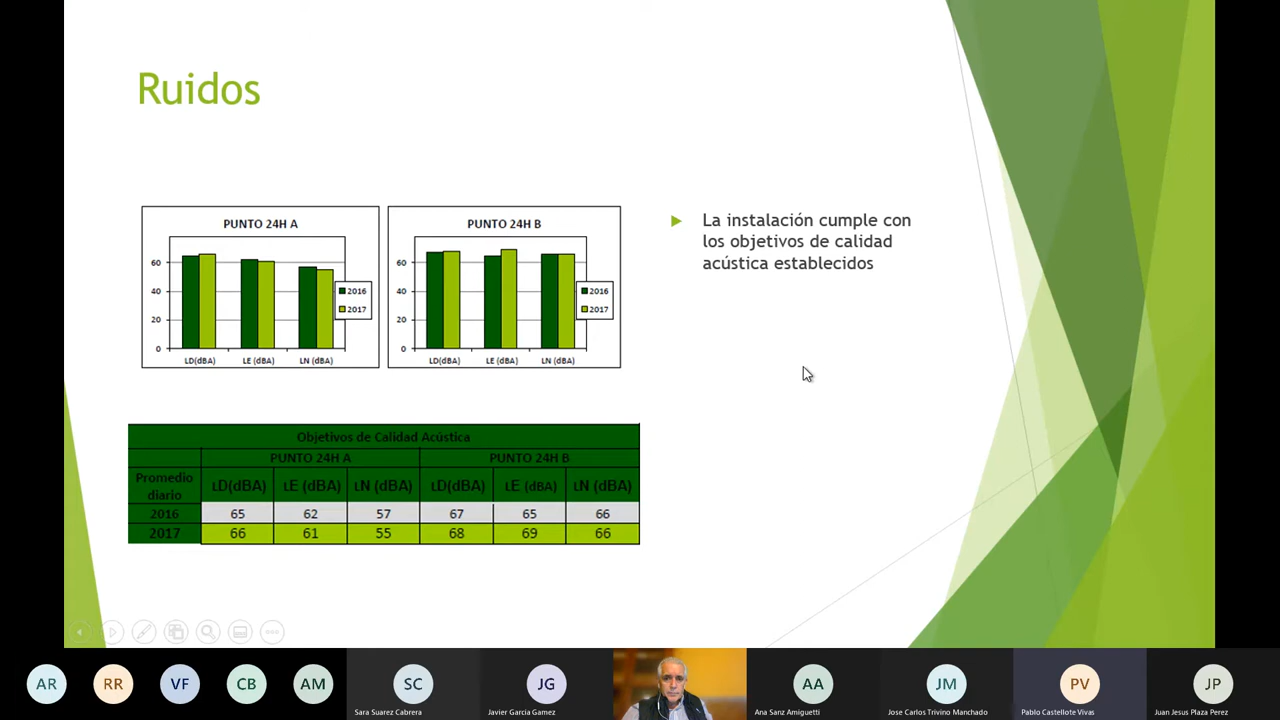 Ruidos
PUNTO 24H A
60
40
20
0
LD(dBA) LE (dBA) LN (dBA)
2016
2017
PUNTO 24H B
60
40
20
0
LD(dBA) LE (dBA) LN (dBA)
2016
2017
La instalación cumple con
los objetivos de calidad
acústica establecidos
Objetivos de Calidad Acústica
PUNTO 24H A PUNTO 24H B
Promedio
diario
LD(dBA) LE (dBA) LN (dBA) LD(dBA) LE (dBA) LN (dBA)
2016 65 62 57 67 65 66
2017 66 61 55 68 69 66
AR RR VF CB AM SC JG AA JM PV JP
Sara Suarez Cabrera Javier Garcia Gamez Ana Sanz Amiguetti Jose Carlos Trivino Manchado Pablo Castellote Vivas Juan Jesus Plaza Perez